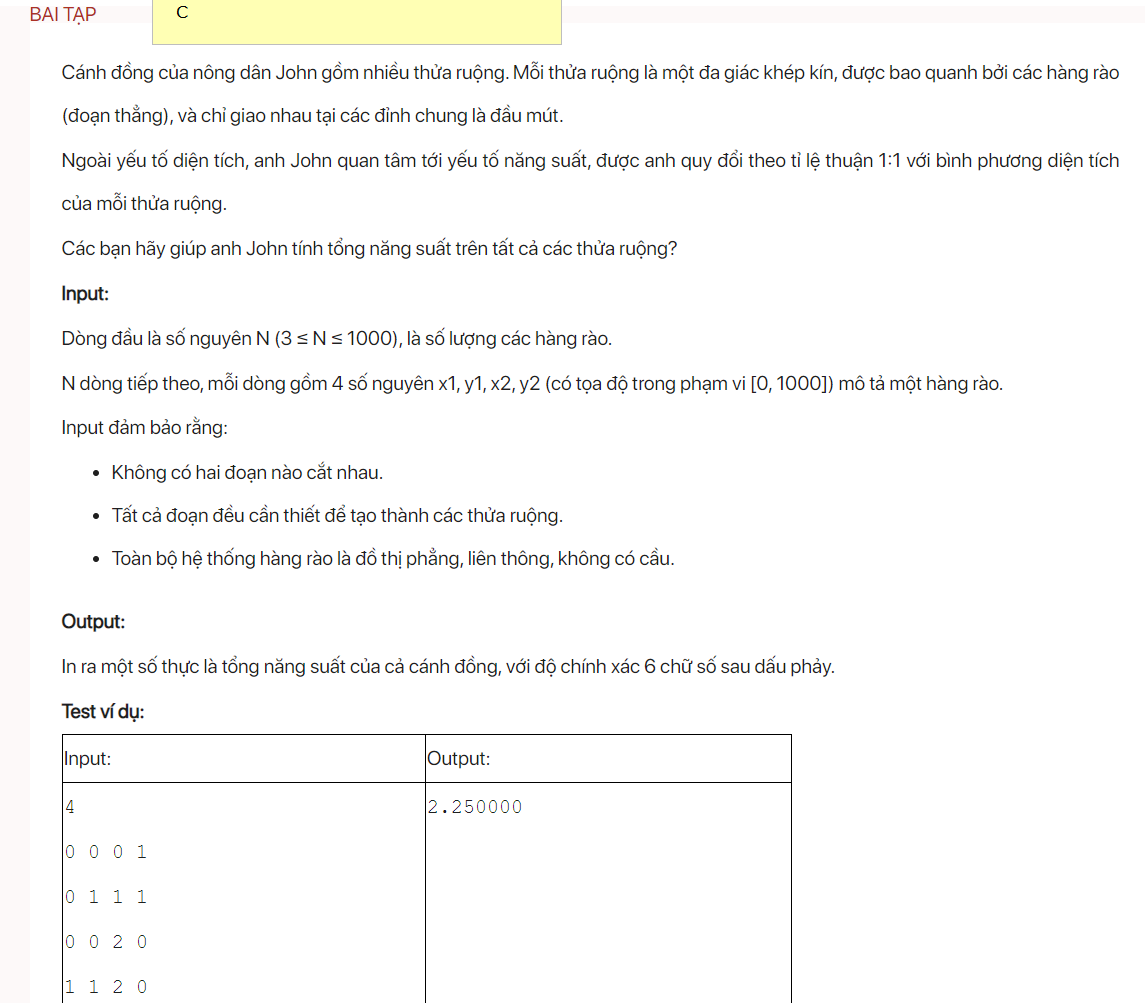 BÀI TẬP
C
Cánh đồng của nông dân John gồm nhiều thửa ruộng. Mỗi thửa ruộng là một đa giác khép kín, được bao quanh bởi các hàng rào
(đoạn thẳng), và chỉ giao nhau tại các đỉnh chung là đầu mút.
Ngoài yếu tố diện tích, anh John quan tâm tới yếu tố năng suất, được anh quy đổi theo tỉ lệ thuận 1:1 với bình phương diện tích
của mỗi thửa ruộng.
Các bạn hãy giúp anh John tính tổng năng suất trên tất cả các thửa ruộng?
Input:
Dòng đầu là số nguyên N (3 ≤ N ≤ 1000), là số lượng các hàng rào.
N dòng tiếp theo, mỗi dòng gồm 4 số nguyên x1, y1, x2, y2 (có tọa độ trong phạm vi [0, 1000]) mô tả một hàng rào.
Input đảm bảo rằng:
• Không có hai đoạn nào cắt nhau.
• Tất cả đoạn đều cần thiết để tạo thành các thửa ruộng.
• Toàn bộ hệ thống hàng rào là đồ thị phẳng, liên thông, không có cầu.
Output:
In ra một số thực là tổng năng suất của cả cánh đồng, với độ chính xác 6 chữ số sau dấu phảy.
Test ví dụ:
Input: Output:
4 2.250000
0 0 0 1
0 1 1 1
0 0 2 0
1 1 2 0